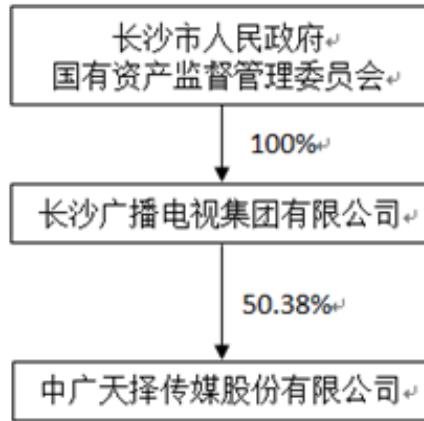 长沙市人民政府
国有资产监督管理委员会
100%
长沙广播电视集团有限公司
50.38%
中广天择传媒股份有限公司